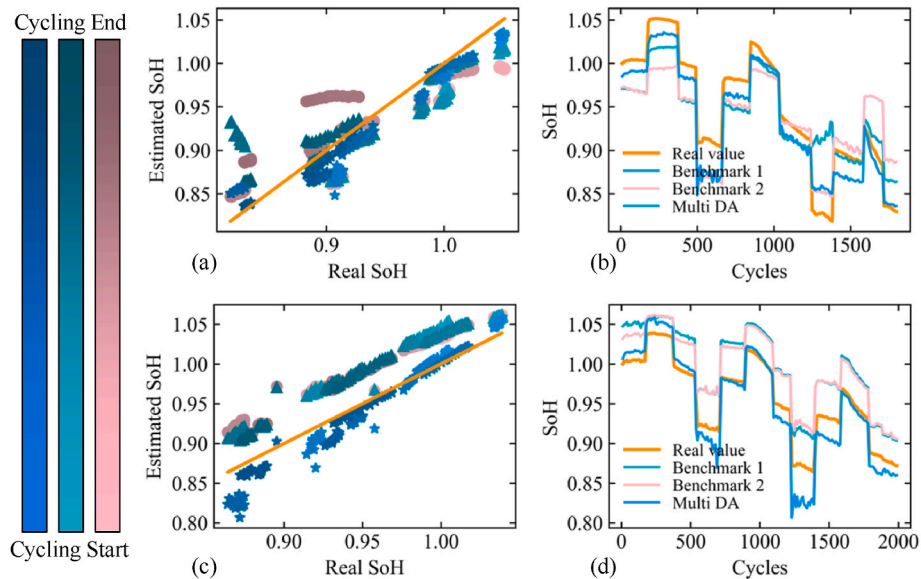 Cycling End
Cycling Start
1.05
1.00
0.95
0.90
0.85
Estimated SoH
0.9
1.0
(a)
Real SoH
1.05
1.00
0.95
0.90
0.85
SoH
Real value
Benchmark 1
Benchmark 2
Multi DA
0
500
1000
1500
(b)
Cycles
1.05
1.00
0.95
0.90
0.85
0.80
Estimated SoH
0.90
0.95
1.00
(c)
Real SoH
1.05
1.00
0.95
0.90
0.85
0.80
SoH
Real value
Benchmark 1
Benchmark 2
Multi DA
0
500
1000
1500
2000
(d)
Cycles